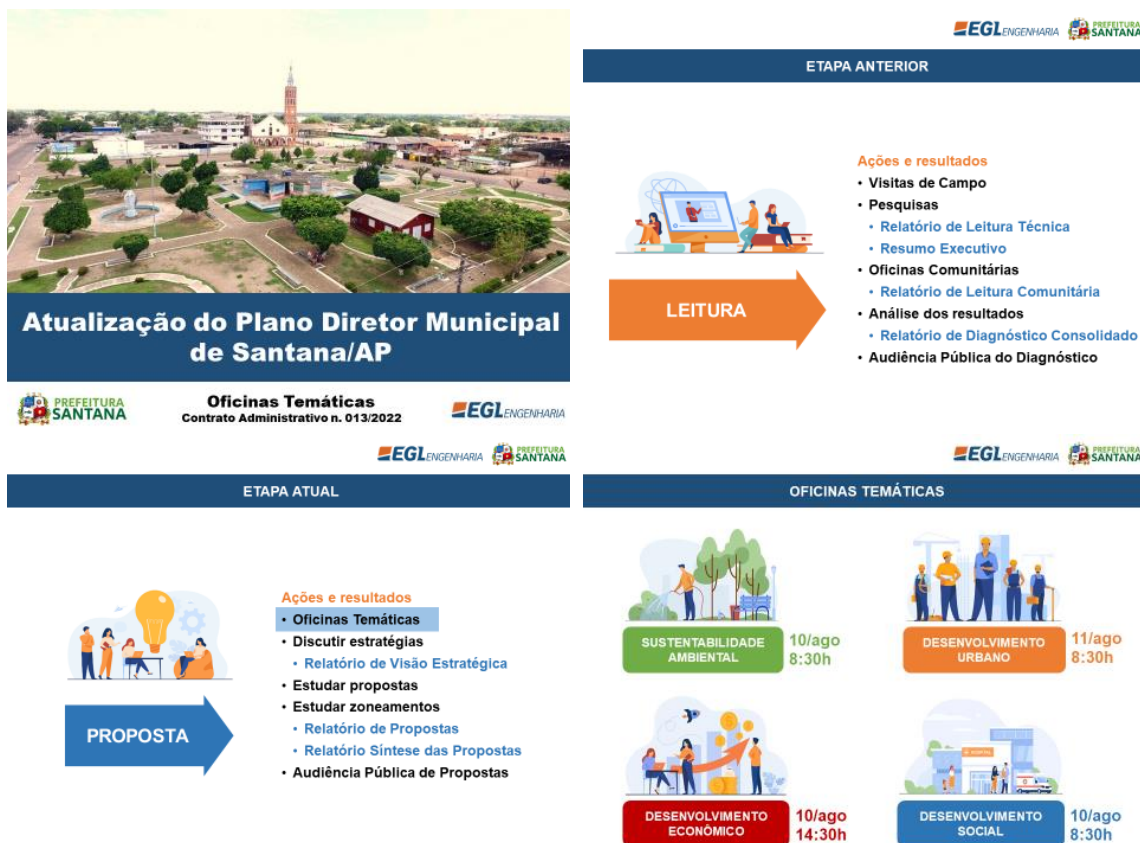 Atualização do Plano Diretor Municipal
de Santana/AP
PREFEITURA
SANTANA
Oficinas Temáticas
Contrato Administrativo n. 013/2022
EGL ENGENHARIA
EGL ENGENHARIA
PREFEITURA
SANTANA
ETAPA ANTERIOR
LEITURA
Ações e resultados
• Visitas de Campo
• Pesquisas
• Relatório de Leitura Técnica
• Resumo Executivo
• Oficinas Comunitárias
• Relatório de Leitura Comunitária
• Análise dos resultados
• Relatório de Diagnóstico Consolidado
• Audiência Pública do Diagnóstico
EGL ENGENHARIA
PREFEITURA
SANTANA
ETAPA ATUAL
PROPOSTA
Ações e resultados
• Oficinas Temáticas
• Discutir estratégias
• Relatório de Visão Estratégica
• Estudar propostas
• Estudar zoneamentos
• Relatório de Propostas
• Relatório Síntese das Propostas
• Audiência Pública de Propostas
EGL ENGENHARIA
PREFEITURA
SANTANA
OFICINAS TEMÁTICAS
SUSTENTABILIDADE
AMBIENTAL
10/ago
8:30h
DESENVOLVIMENTO
URBANO
11/ago
8:30h
DESENVOLVIMENTO
ECONÔMICO
10/ago
14:30h
DESENVOLVIMENTO
SOCIAL
10/ago
8:30h